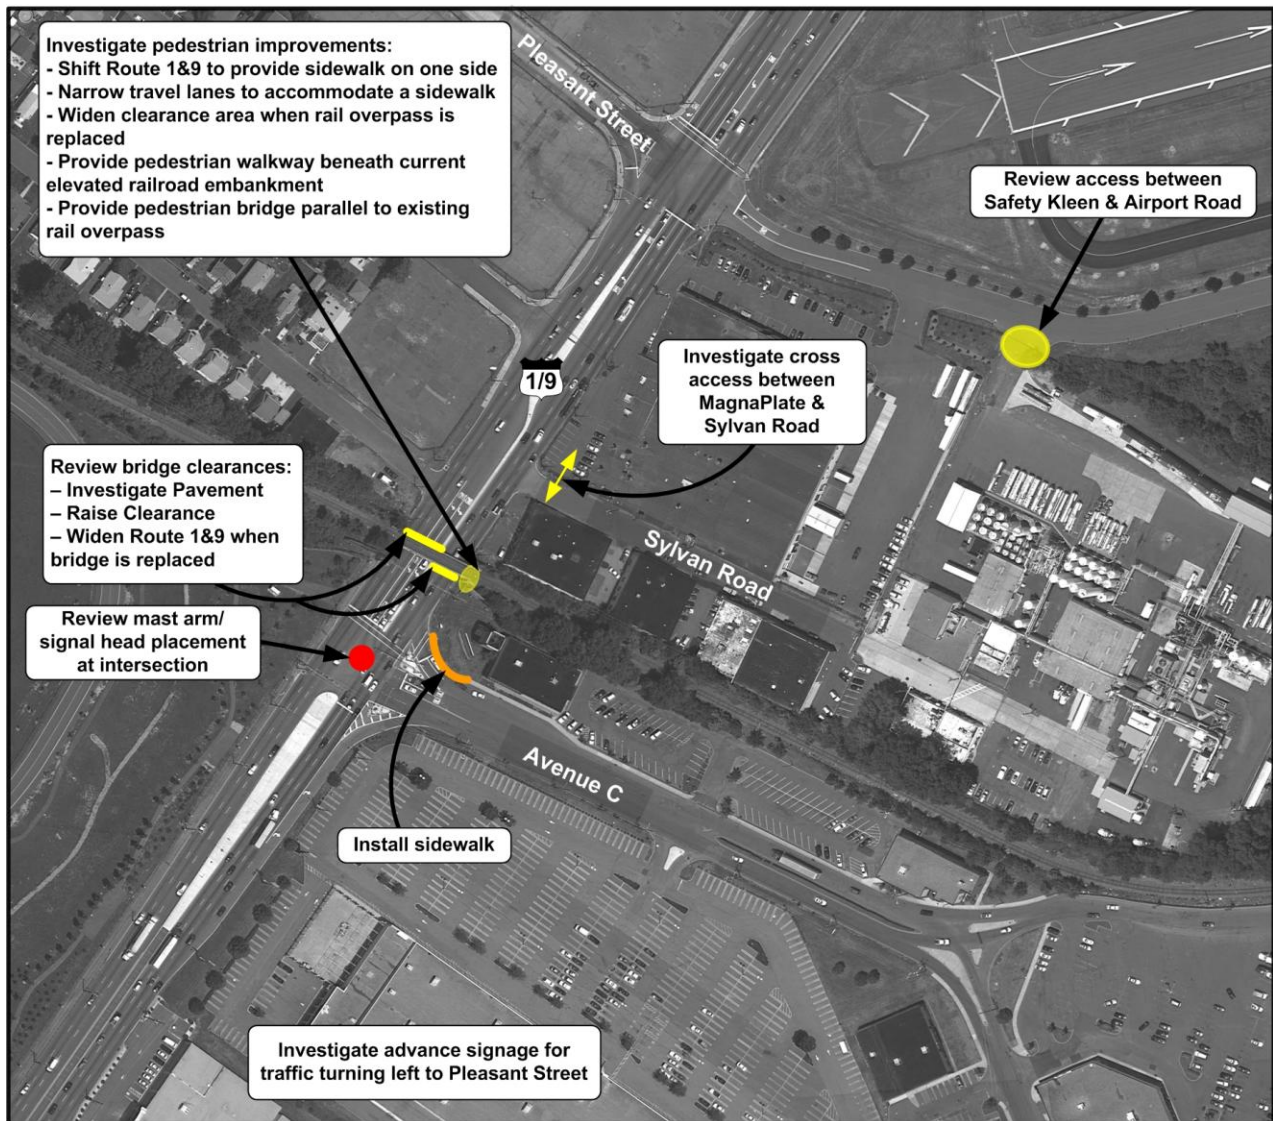 Investigate pedestrian improvements:
- Shift Route 1&9 to provide sidewalk on one side
- Narrow travel lanes to accommodate a sidewalk
- Widen clearance area when rail overpass is
replaced
- Provide pedestrian walkway beneath current
elevated railroad embankment
- Provide pedestrian bridge parallel to existing
rail overpass
Pleasant Street
Review access between
Safety Kleen & Airport Road
1/9
Investigate cross
access between
MagnaPlate &
Sylvan Road
Review bridge clearances:
– Investigate Pavement
– Raise Clearance
– Widen Route 1&9 when
bridge is replaced
Sylvan Road
Review mast arm/
signal head placement
at intersection
Avenue C
Install sidewalk
Investigate advance signage for
traffic turning left to Pleasant Street